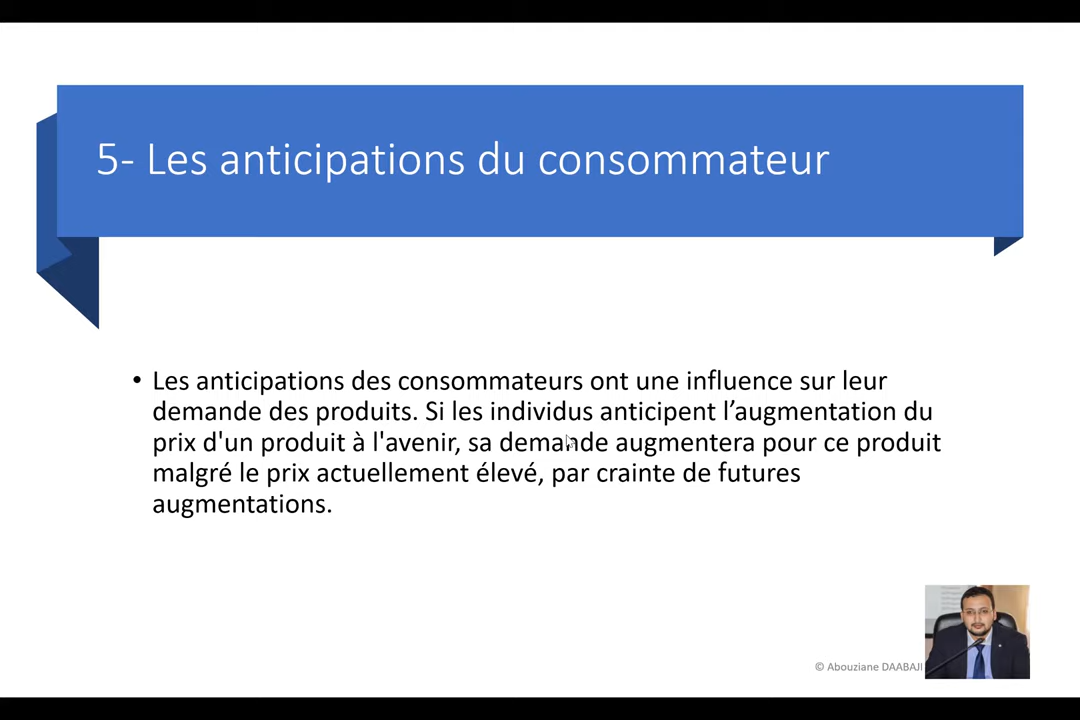 5- Les anticipations du consommateur
• Les anticipations des consommateurs ont une influence sur leur
demande des produits. Si les individus anticipent l’augmentation du
prix d'un produit à l'avenir, sa demande augmentera pour ce produit
malgré le prix actuellement élevé, par crainte de futures
augmentations.
© Abouziane DAABAJI